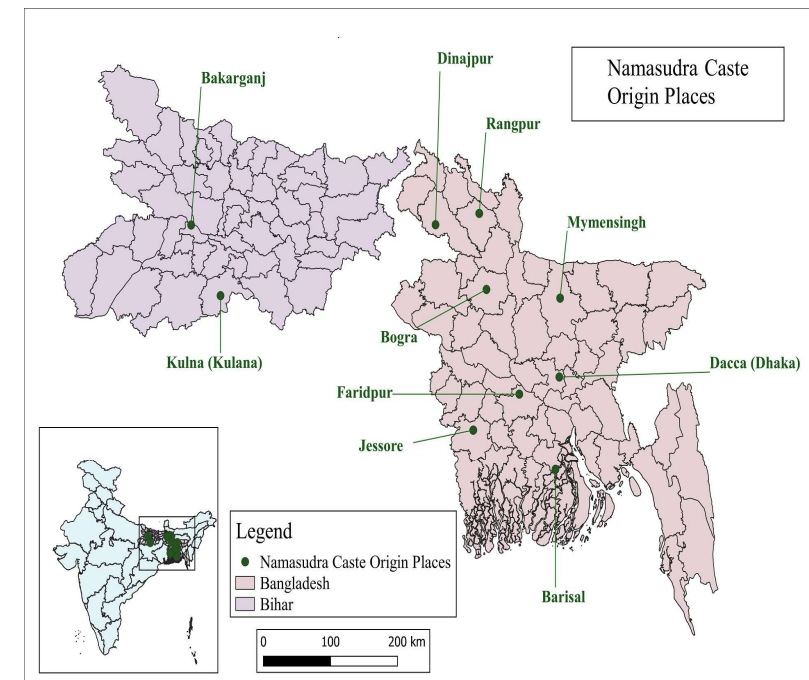 Namasudra Caste
Origin Places
Dinajpur
Bakarganj
Rangpur
Mymensingh
Bogra
Kulna (Kulana)
Dacca (Dhaka)
Faridpur
Jessore
Barisal
Legend
Namasudra Caste Origin Places
Bangladesh
Bihar
0 100 200 km